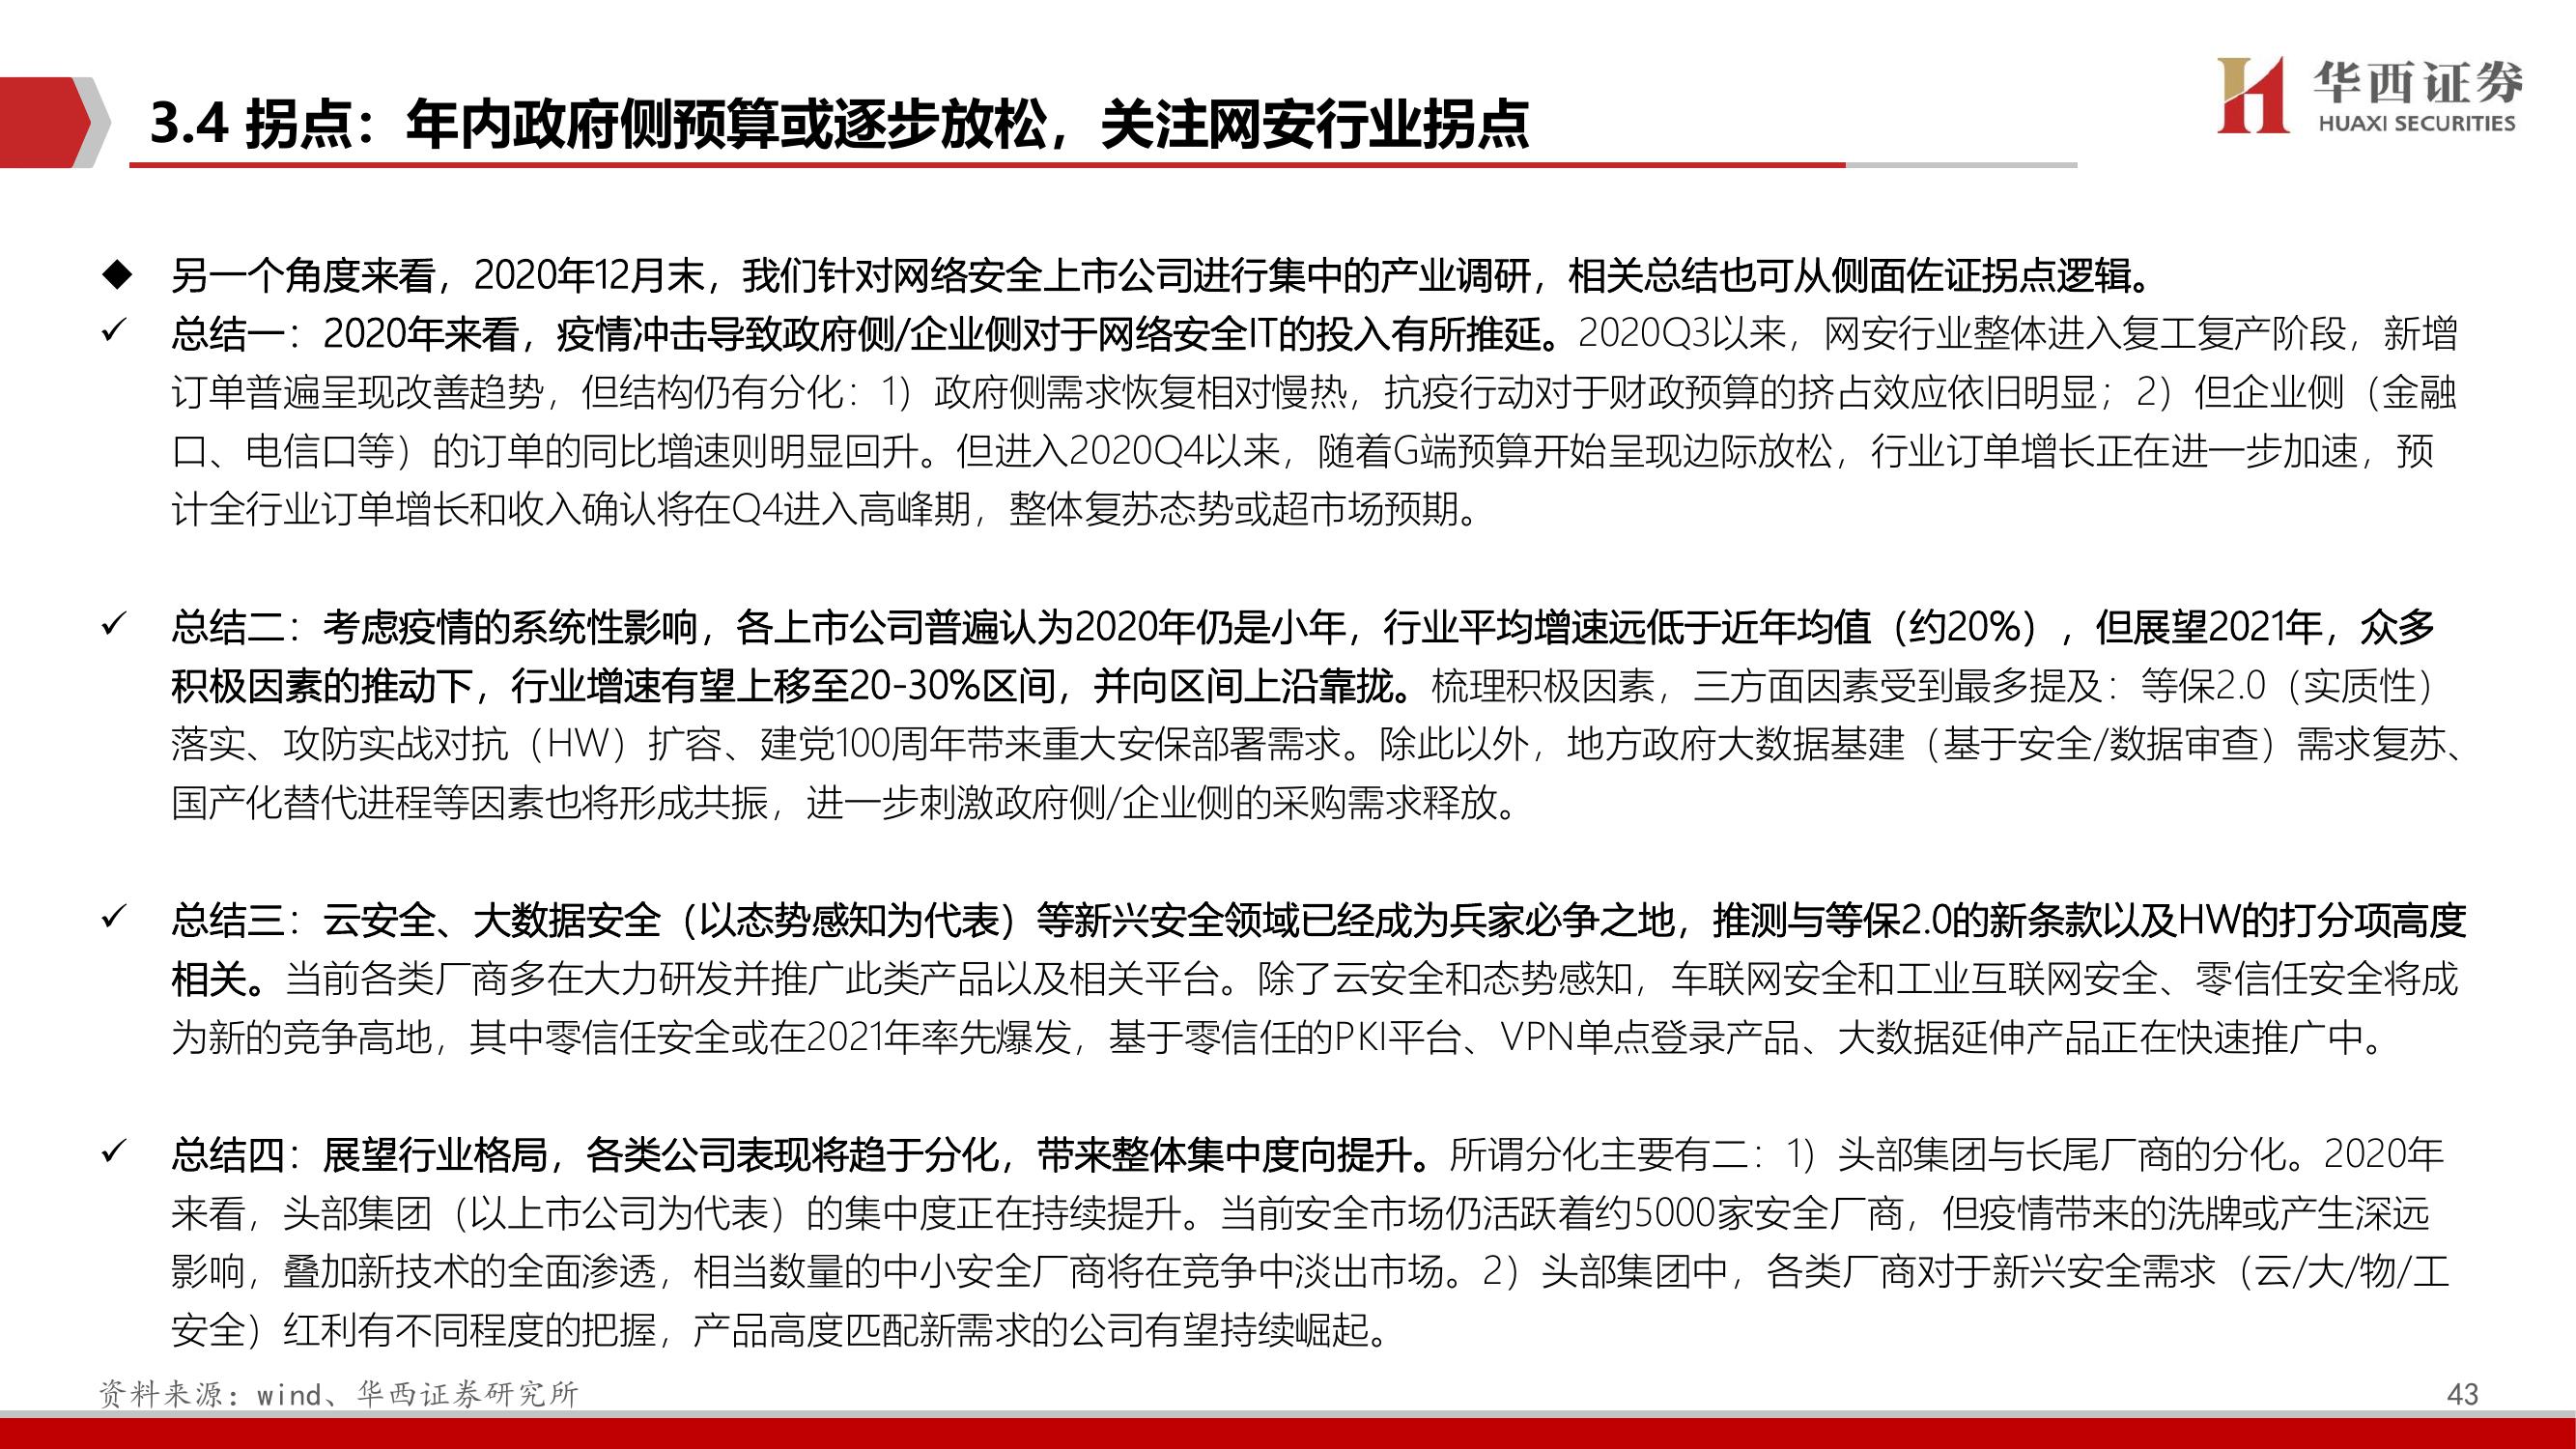 3.4 拐点：年内政府侧预算或逐步放松，关注网安行业拐点
华西证券
HUAXI SECURITIES
◆ 另一个角度来看，2020年12月末，我们针对网络安全上市公司进行集中的产业调研，相关总结也可从侧面佐证拐点逻辑。
✓ 总结一：2020年来看，疫情冲击导致政府侧/企业侧对于网络安全IT的投入有所推延。2020Q3以来，网安行业整体进入复工复产阶段，新增
订单普遍呈现改善趋势，但结构仍有分化：1）政府侧需求恢复相对慢热，抗疫行动对于财政预算的挤占效应依旧明显；2）但企业侧（金融
口、电信口等）的订单的同比增速则明显回升。但进入2020Q4以来，随着G端预算开始呈现边际放松，行业订单增长正在进一步加速，预
计全行业订单增长和收入确认将在Q4进入高峰期，整体复苏态势或超市场预期。
✓ 总结二：考虑疫情的系统性影响，各上市公司普遍认为2020年仍是小年，行业平均增速远低于近年均值（约20%），但展望2021年，众多
积极因素的推动下，行业增速有望上移至20-30%区间，并向区间上沿靠拢。梳理积极因素，三方面因素受到最多提及：等保2.0（实质性）
落实、攻防实战对抗（HW）扩容、建党100周年带来重大安保部署需求。除此以外，地方政府大数据基建（基于安全/数据审查）需求复苏、
国产化替代进程等因素也将形成共振，进一步刺激政府侧/企业侧的采购需求释放。
✓ 总结三：云安全、大数据安全（以态势感知为代表）等新兴安全领域已经成为兵家必争之地，推测与等保2.0的新条款以及HW的打分项高度
相关。当前各类厂商多在大力研发并推广此类产品以及相关平台。除了云安全和态势感知，车联网安全和工业互联网安全、零信任安全将成
为新的竞争高地，其中零信任安全或在2021年率先爆发，基于零信任的PKI平台、VPN单点登录产品、大数据延伸产品正在快速推广中。
✓ 总结四：展望行业格局，各类公司表现将趋于分化，带来整体集中度向提升。所谓分化主要有二：1）头部集团与长尾厂商的分化。2020年
来看，头部集团（以上市公司为代表）的集中度正在持续提升。当前安全市场仍活跃着约5000家安全厂商，但疫情带来的洗牌或产生深远
影响，叠加新技术的全面渗透，相当数量的中小安全厂商将在竞争中淡出市场。2）头部集团中，各类厂商对于新兴安全需求（云/大/物/工
安全）红利有不同程度的把握，产品高度匹配新需求的公司有望持续崛起。
资料来源：wind、华西证券研究所
43